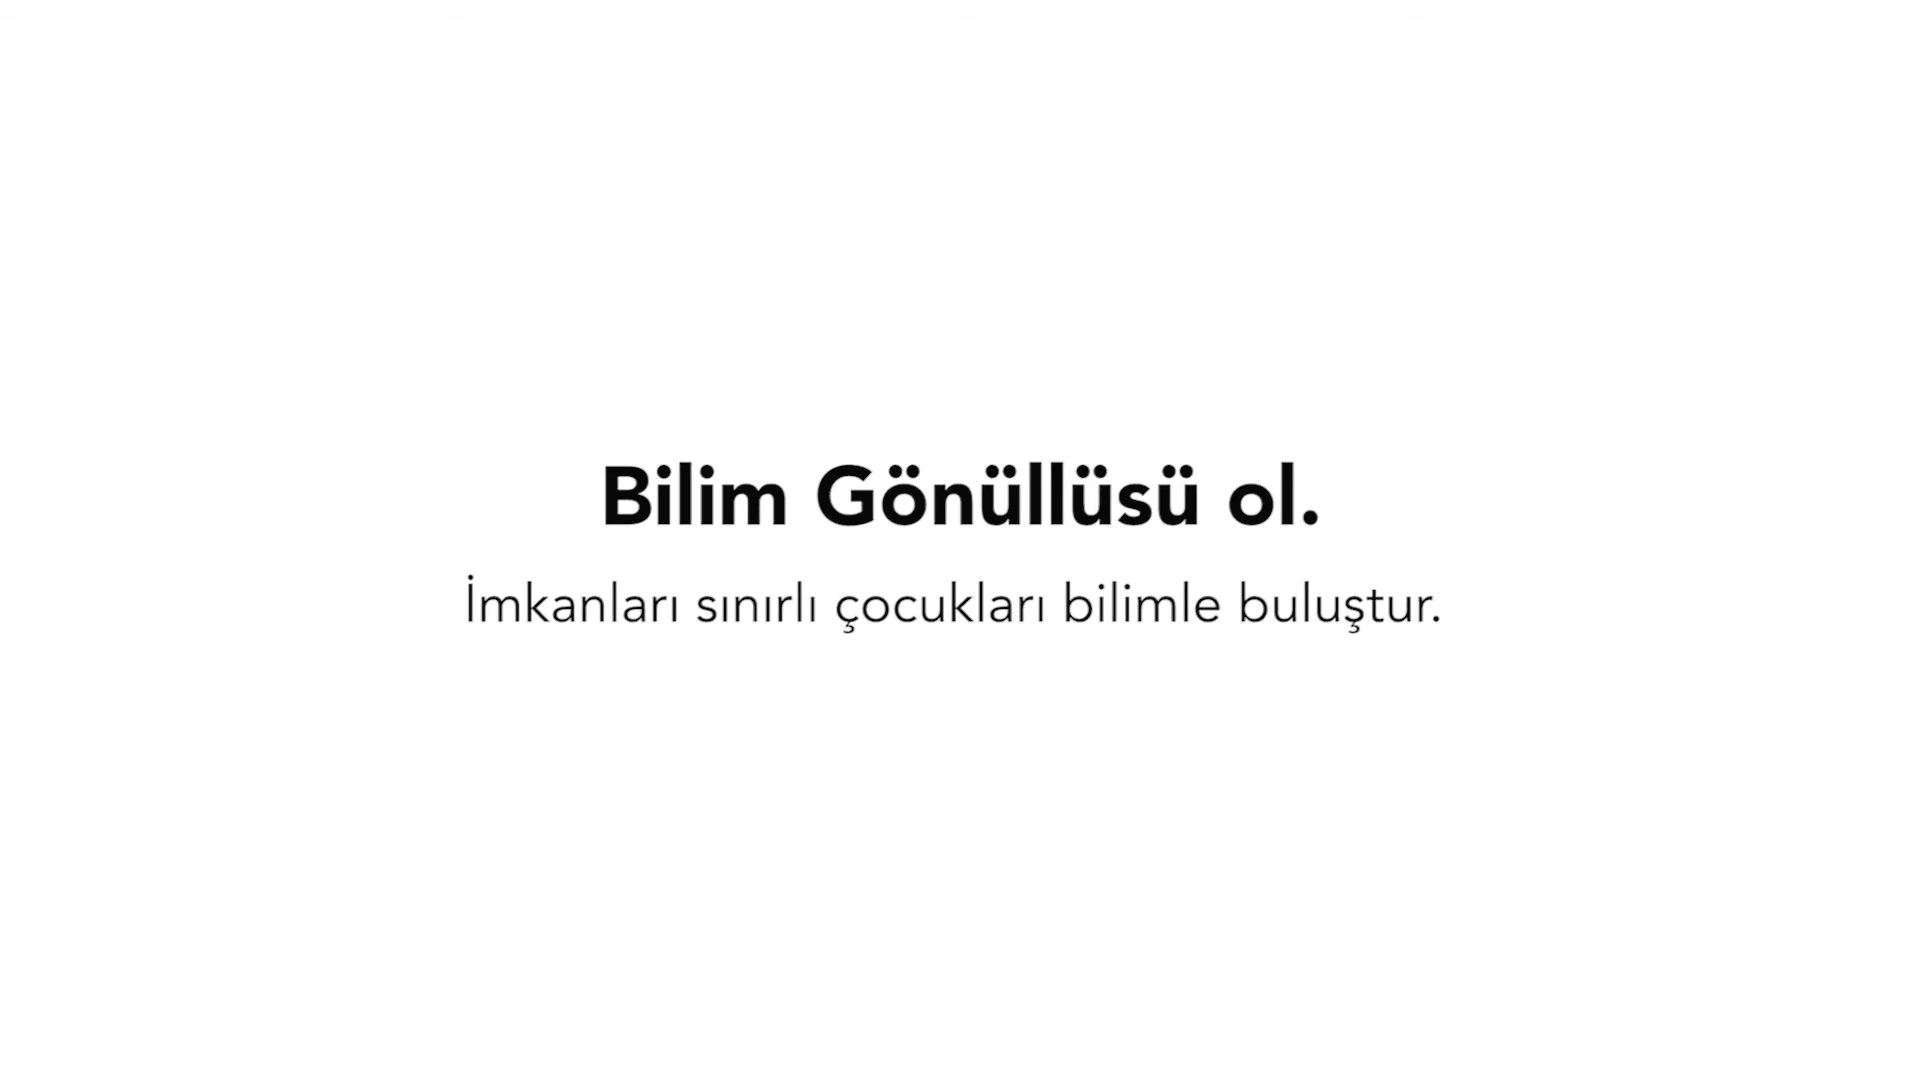 Bilim Gönüllüsü ol.
İmkanları sınırlı çocukları bilimle buluştur.